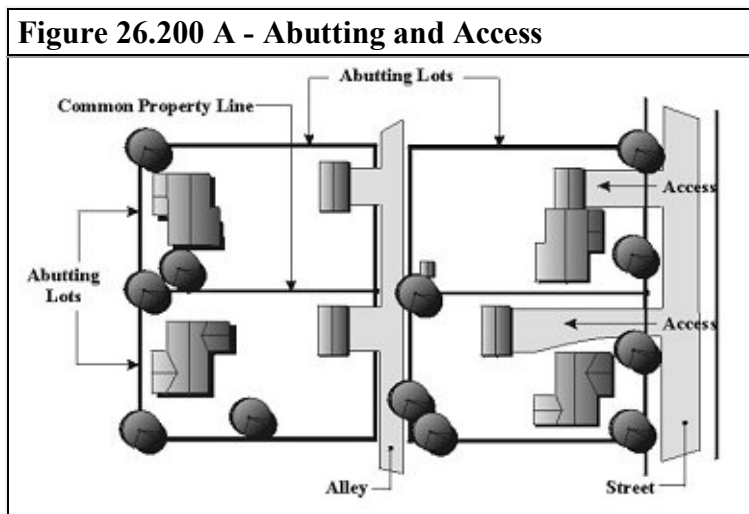 Figure 26.200 A - Abutting and Access
Abutting Lots
Common Property Line
Access
Abutting
Lots
Access
Alley
Street